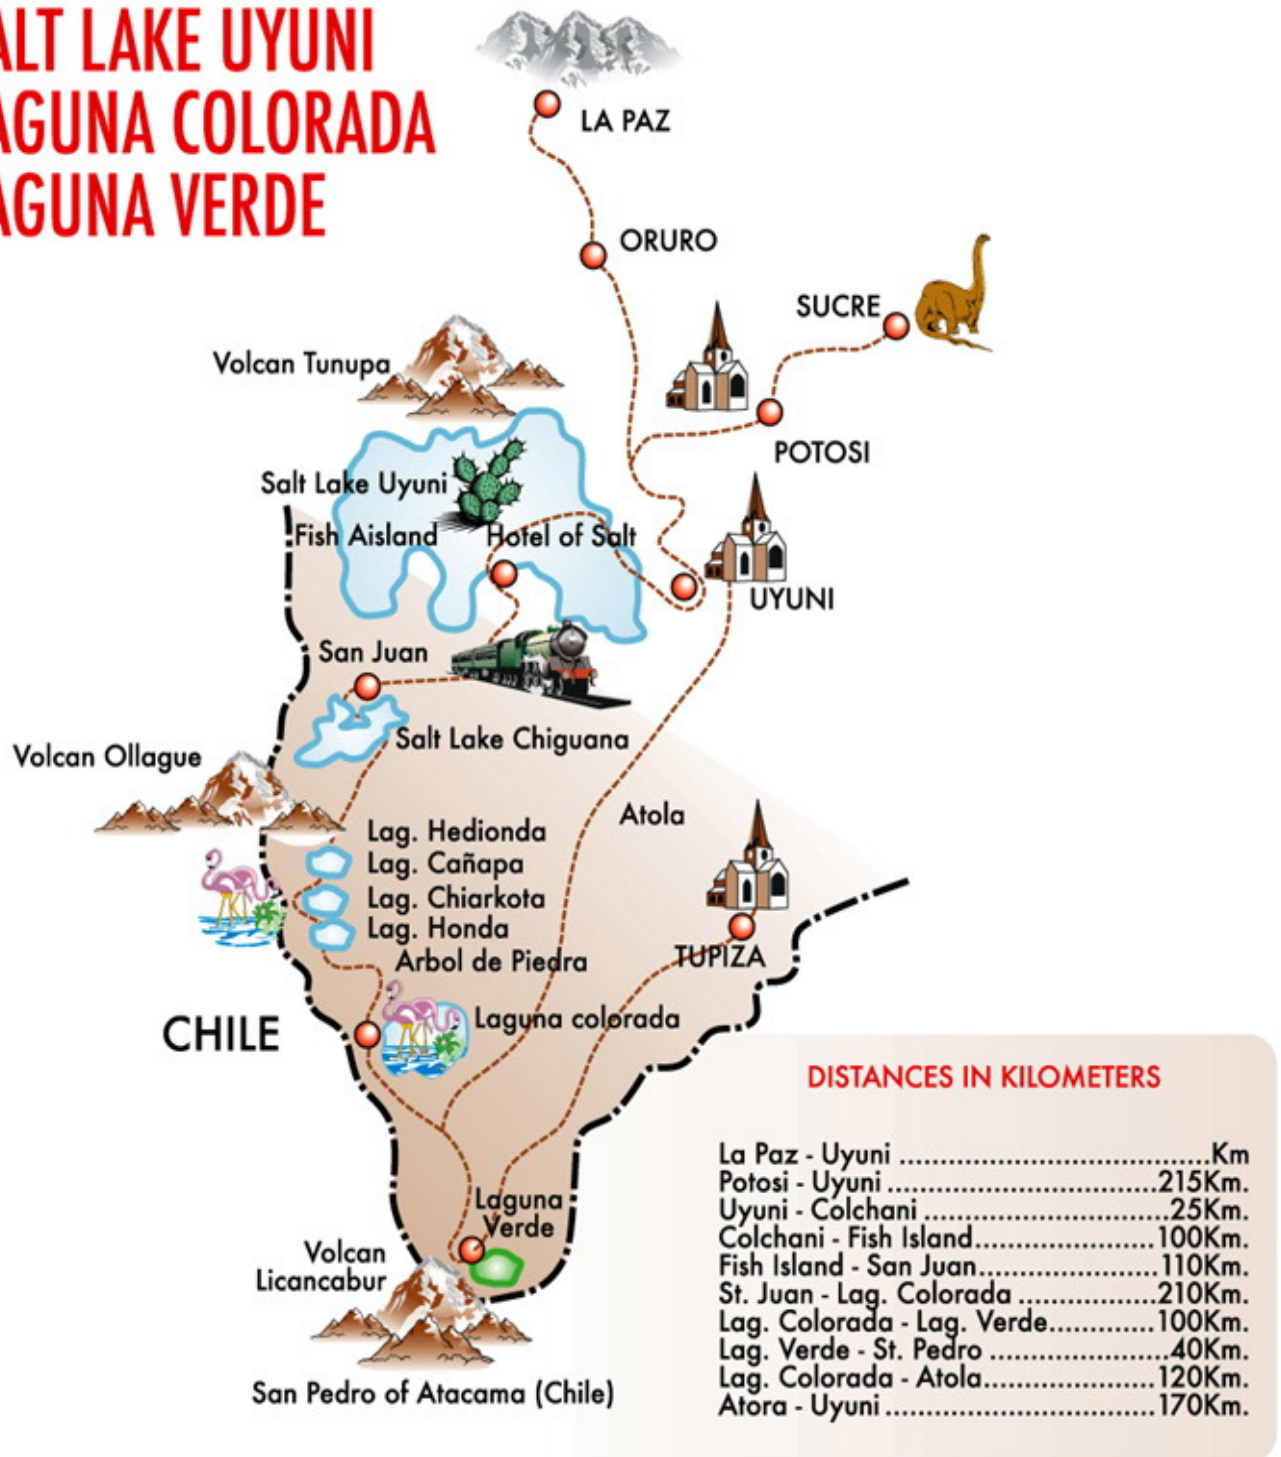 ALT LAKE UYUNI
AGUNA COLORADA
AGUNA VERDE
LA PAZ
ORURO
SUCRE
Volcan Tunupa
POTOSI
Salt Lake Uyuni
Fish Aisland
Hotel of Salt
UYUNI
San Juan
Salt Lake Chiguana
Volcan Ollague
Atola
Lag. Hedionda
Lag. Cañapa
Lag. Chiarkota
Lag. Honda
Arbol de Piedra
TUPIZA
Laguna colorada
CHILE
Laguna
Verde
Volcan
Licancabur
San Pedro of Atacama (Chile)
DISTANCES IN KILOMETERS
La Paz - Uyuni ......................................Km
Potosi - Uyuni .................................215Km.
Uyuni - Colchani ..............................25Km.
Colchani - Fish Island......................100Km.
Fish Island - San Juan......................110Km.
St. Juan - Lag. Colorada .................210Km.
Lag. Colorada - Lag. Verde.............100Km.
Lag. Verde - St. Pedro ......................40Km.
Lag. Colorada - Atola.....................120Km.
Atora - Uyuni .................................170Km.